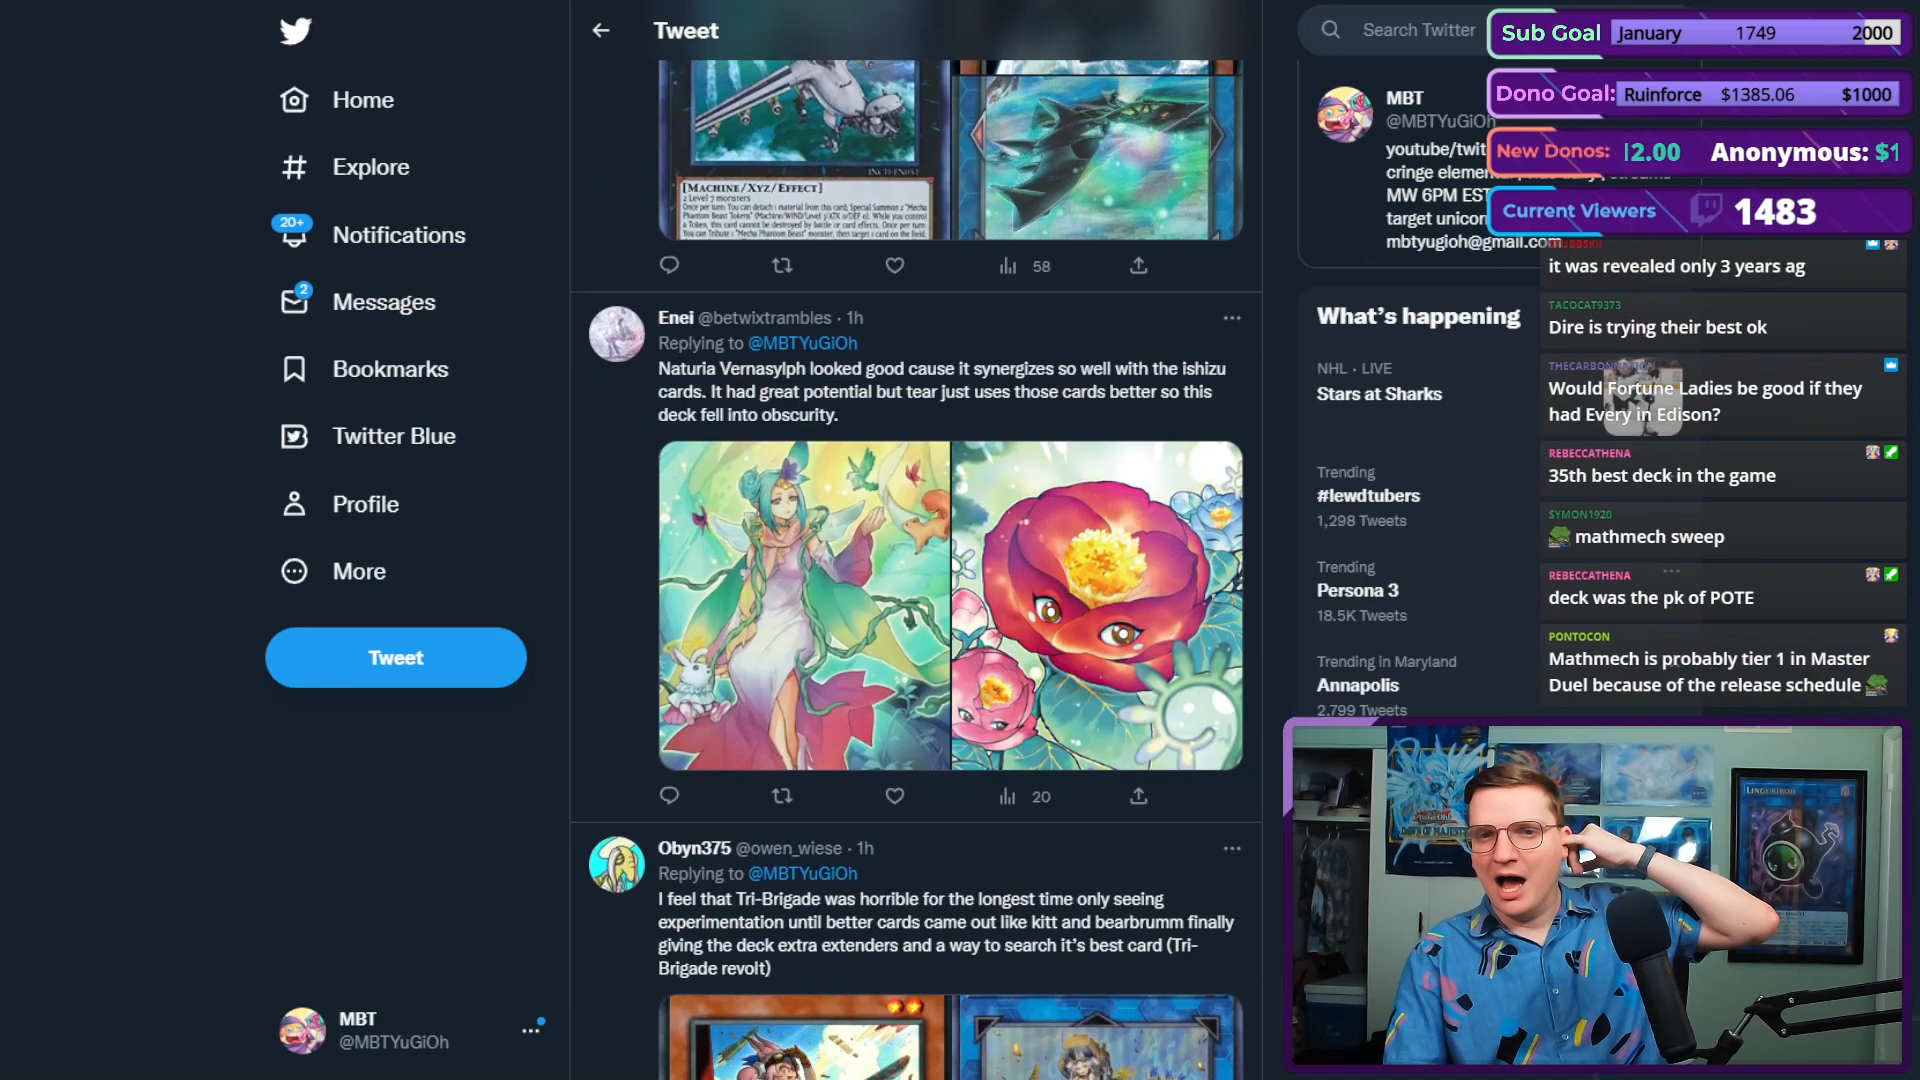 Home
Explore
20+
Notifications
2
Messages
Bookmarks
Twitter Blue
Profile
More
Tweet
MBT
@MBTYuGiOh
Tweet
INCH-EN051
[MACHINE/XYZ/EFFECT]
2 Level 7 monsters
58
Enei @betwixtrambles · 1h
Replying to @MBTYuGiOh
Naturia Vernasylph looked good cause it synergizes so well with the ishizu
cards. It had great potential but tear just uses those cards better so this
deck fell into obscurity.
20
Obyn375 @owen_wiese · 1h
Replying to @MBTYuGiOh
I feel that Tri-Brigade was horrible for the longest time only seeing
experimentation until better cards came out like kitt and bearbrumm finally
giving the deck extra extenders and a way to search it's best card (Tri-
Brigade revolt)
Search Twitter
MBT
@MBTYuGiOh
youtube/twit
MW 6PM EST
target unicor
mbtyugioh@gmail.com
What's happening
NHL · LIVE
Stars at Sharks
Trending
#lewdtubers
1,298 Tweets
Trending
Persona 3
18.5K Tweets
Trending in Maryland
Annapolis
2,799 Tweets
Sub Goal January 1749 2000
Dono Goal: Ruinforce $1385.06 $1000
New Donos: 12.00 Anonymous: $1
Current Viewers 1483
it was revealed only 3 years ag
TACOCAT9373
Dire is trying their best ok
THECARBONNATION
Would Fortune Ladies be good if they
had Every in Edison?
REBECCATHENA
35th best deck in the game
SYMON1920
mathmech sweep
REBECCATHENA
deck was the pk of POTE
PONTOCON
Mathmech is probably tier 1 in Master
Duel because of the release schedule
LINGURIBOH